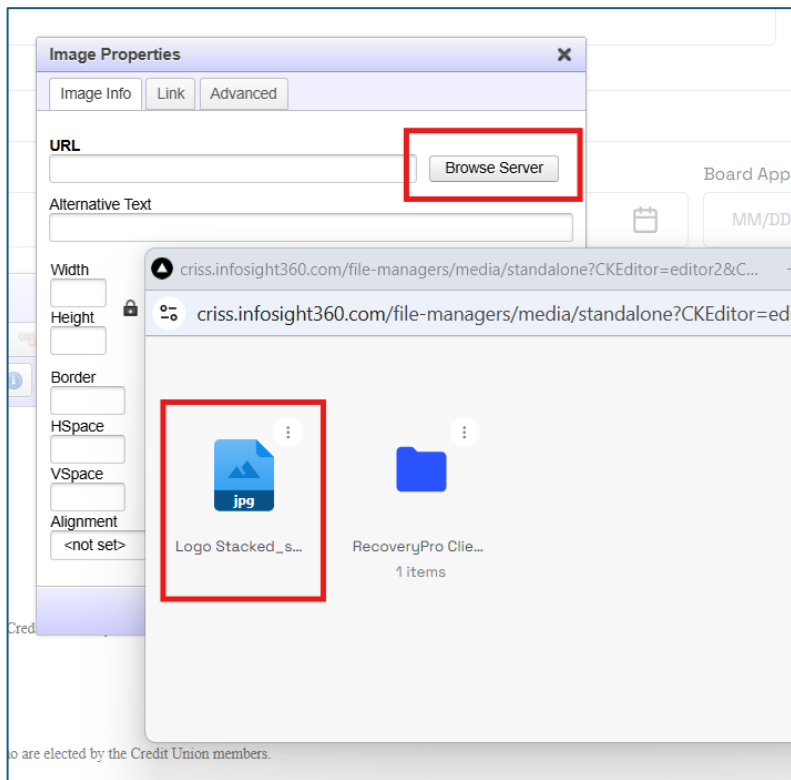 Image Properties
Image Info Link Advanced
URL
Browse Server
Alternative Text
Board App
MM/DD
Width
criss.infosight360.com/file-managers/media/standalone?CKEditor=editor2&C...
Height
criss.infosight360.com/file-managers/media/standalone?CKEditor=ed
Border
HSpace
VSpace
jpg
Alignment
<not set>
Logo Stacked_s...
RecoveryPro Clie...
1 items
Cred
are elected by the Credit Union members.